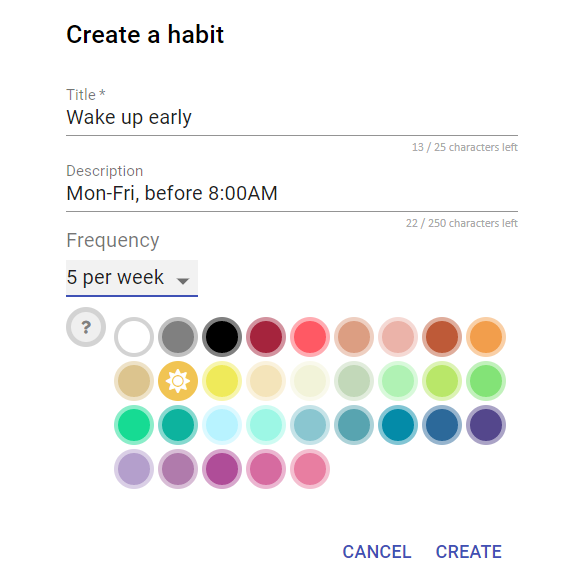 Create a habit
Title *
Wake up early
13 / 25 characters left
Description
Mon-Fri, before 8:00AM
22 / 250 characters left
Frequency
5 per week
?
CANCEL CREATE